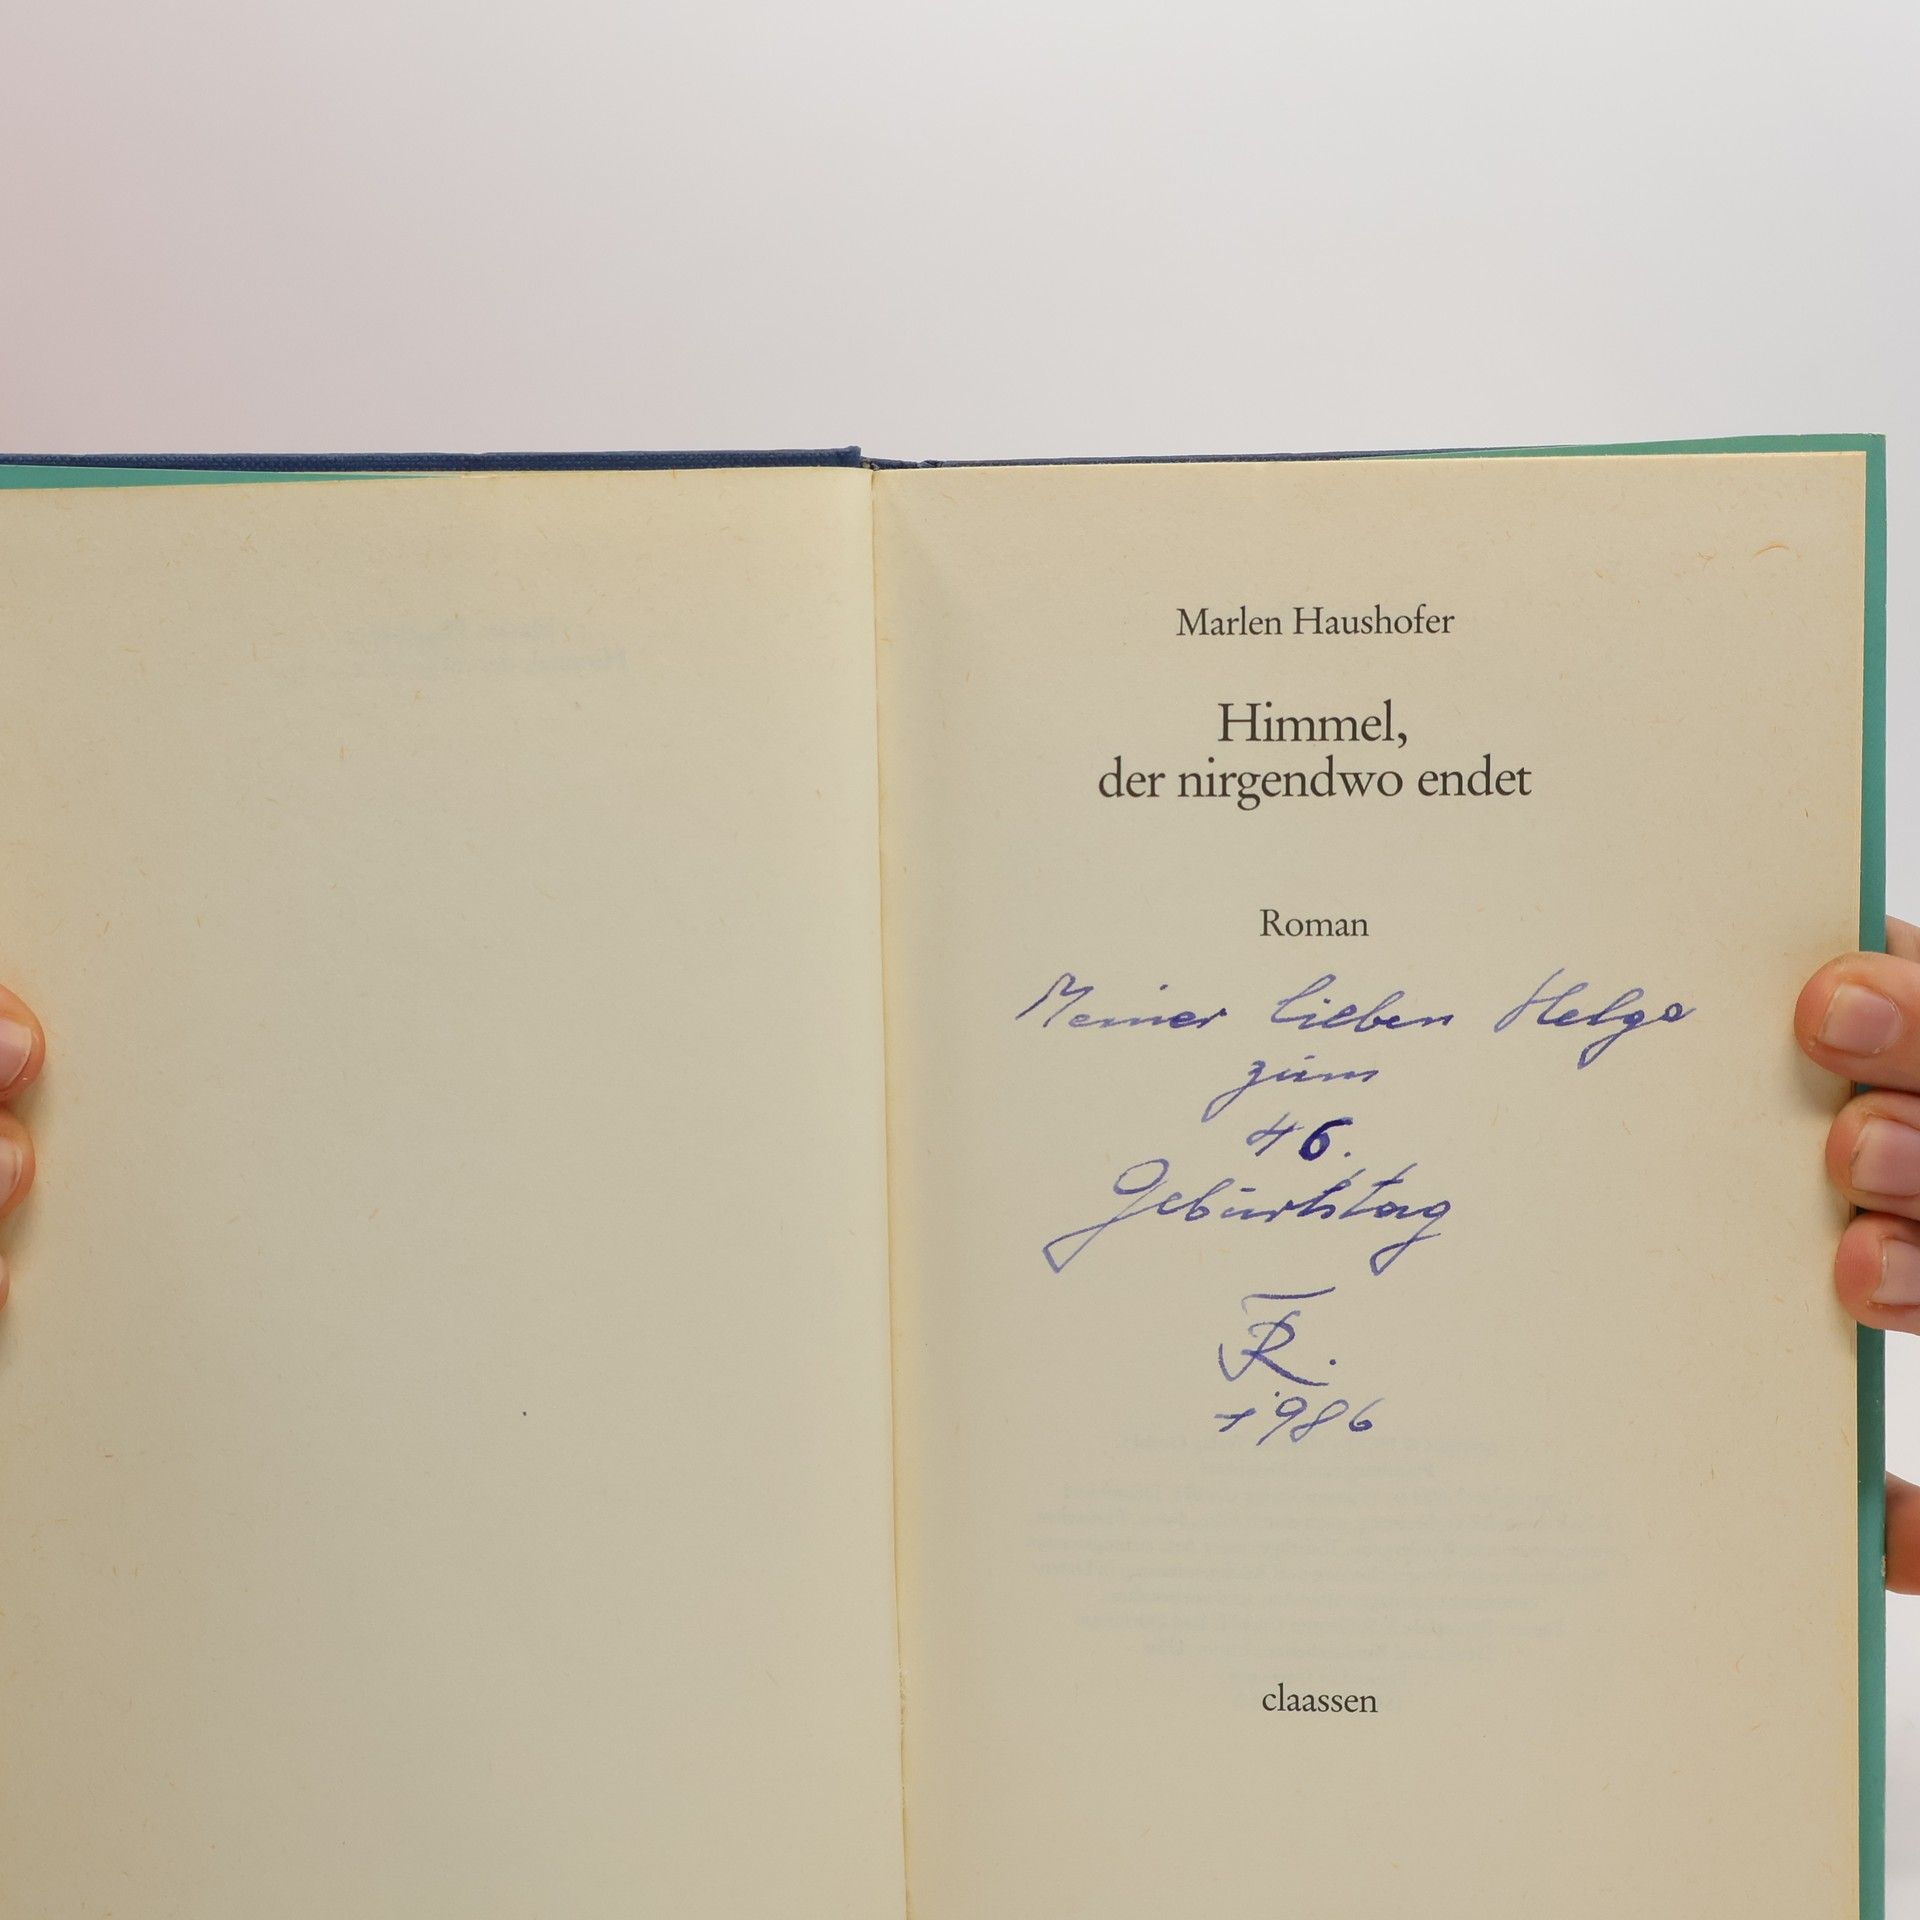 Marlen Haushofer
Himmel,
der nirgendwo endet
Roman
Meiner lieben Helga
zum
46.
Geburtstag
R.
1986
claassen